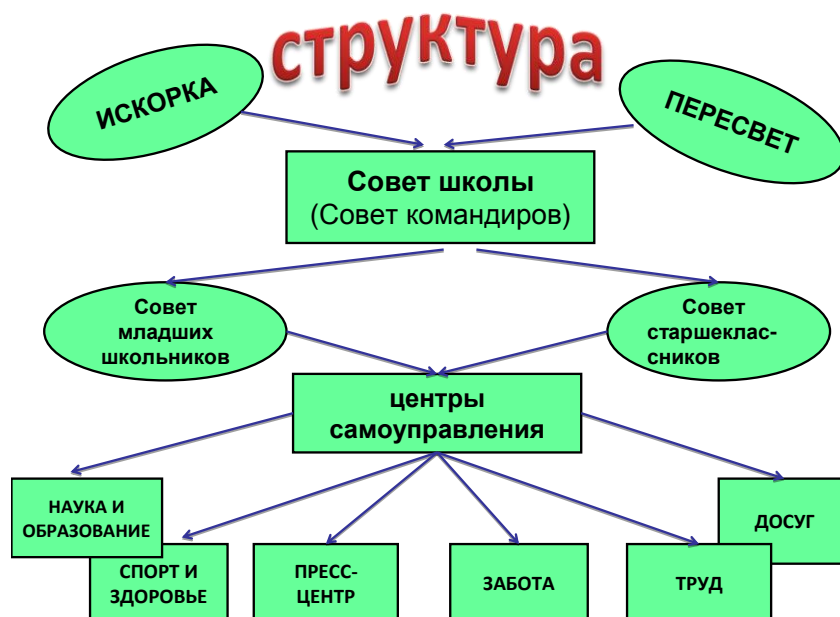 структура
ИСКОРКА
ПЕРЕСВЕТ
Совет школы
(Совет командиров)
Совет
младших
школьников
Совет
старшеклас-
сников
центры
самоуправления
НАУКА И
ОБРАЗОВАНИЕ
ДОСУГ
СПОРТ И
ЗДОРОВЬЕ
ПРЕСС-
ЦЕНТР
ЗАБОТА
ТРУД